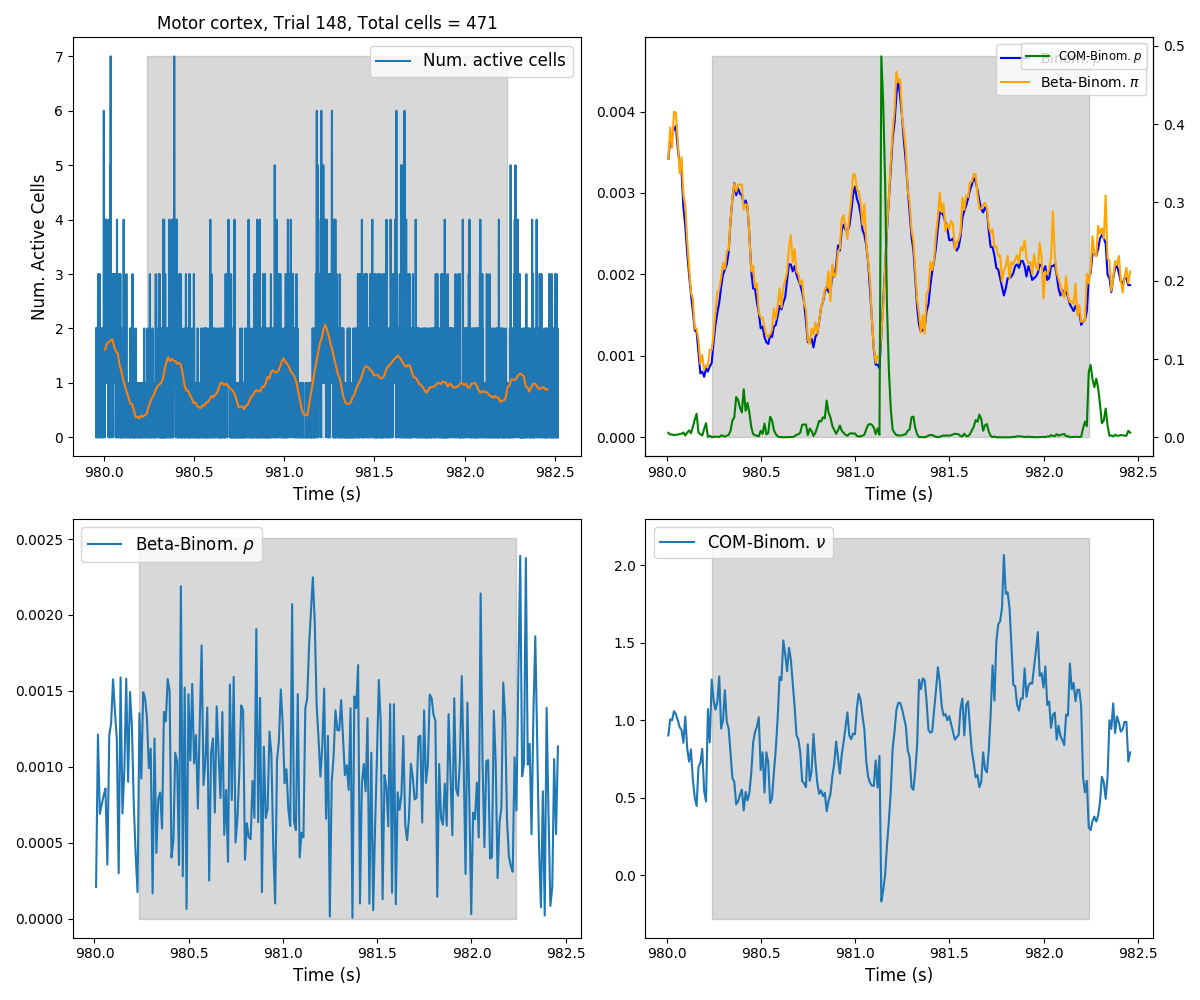 Motor cortex, Trial 148, Total cells = 471
Num. Active Cells
7
6
5
4
3
2
1
0
Num. active cells
980.0 980.5 981.0 981.5 982.0 982.5
Time (s)
0.004
0.003
0.002
0.001
0.000
COM-Binom. p
Beta-Binom. π
0.5
0.4
0.3
0.2
0.1
0.0
980.0 980.5 981.0 981.5 982.0 982.5
Time (s)
0.0025
0.0020
0.0015
0.0010
0.0005
0.0000
Beta-Binom. ρ
980.0 980.5 981.0 981.5 982.0 982.5
Time (s)
2.0
1.5
1.0
0.5
0.0
COM-Binom. ν
980.0 980.5 981.0 981.5 982.0 982.5
Time (s)